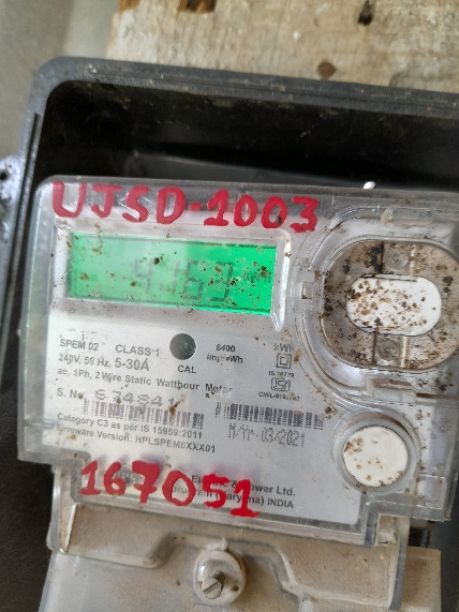 UJSD-1003
SPEM 02 CLASS 1 6400
240V, 50 Hz, 5-30A CAL imp/kWh
ac, 1Ph, 2 Wire Static Watthour Meter
S. No.
M/Yr-03/2021
Category C3 as per IS 15959:2011
Firmware Version: HPLSPEM6XXX01
167051
Power Ltd.
INDIA